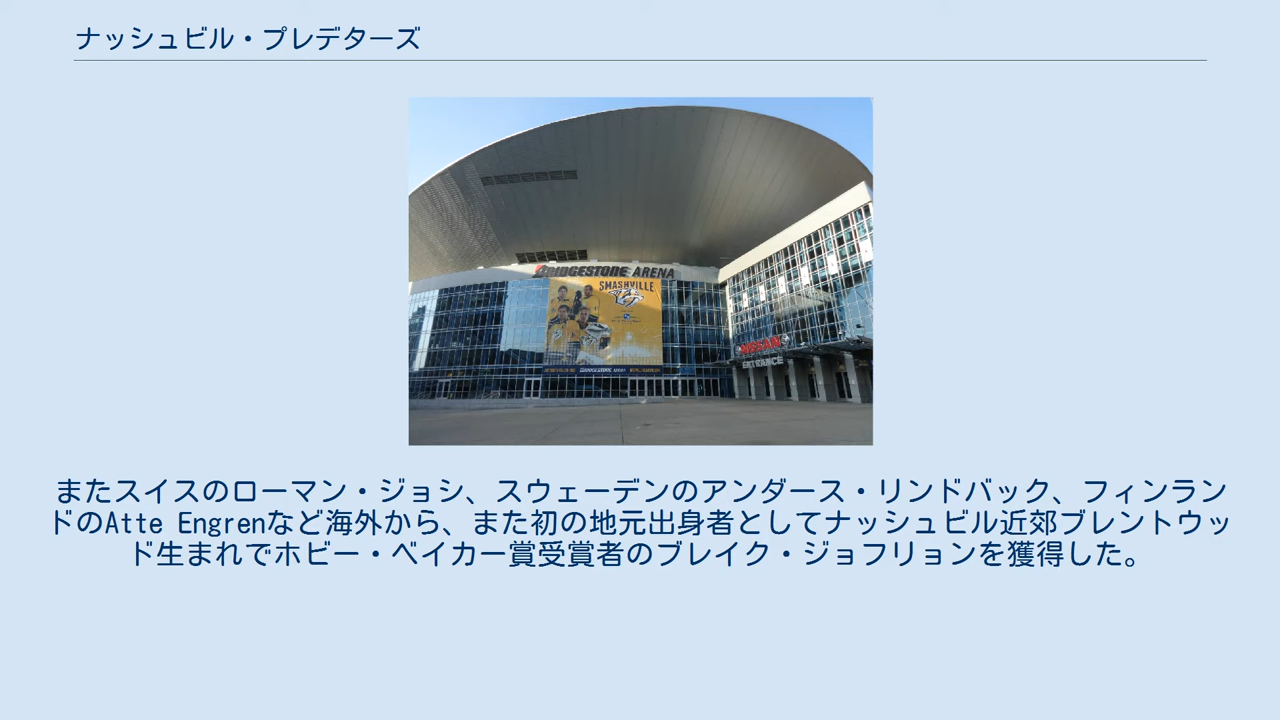 ナッシュビル・プレデターズ
BRIDGESTONE ARENA
SMASHVILLE
NISSAN
ENTRANCE
BRIDGESTONE
またスイスのローマン・ジョシ、スウェーデンのアンダース・リンドバック、フィンラン
ドのAtte Engrenなど海外から、また初の地元出身者としてナッシュビル近郊ブレントウッ
ド生まれでホビー・ベイカー賞受賞者のブレイク・ジョフリョンを獲得した。